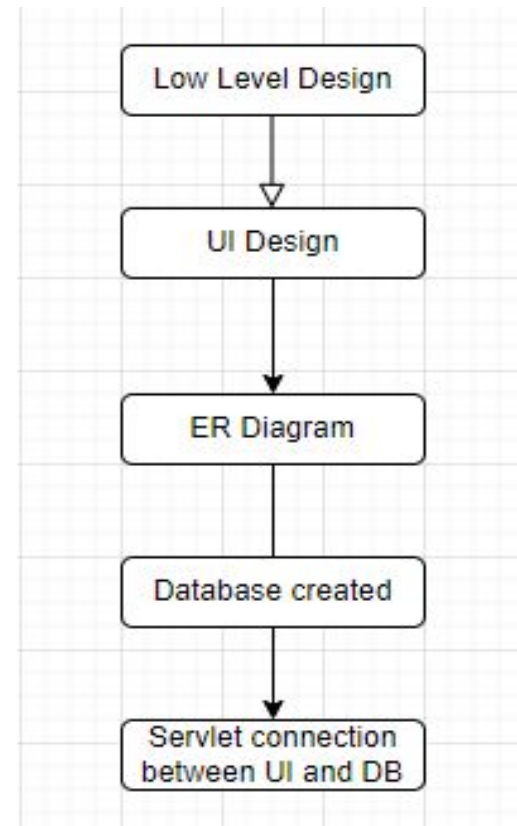 Low Level Design
UI Design
ER Diagram
Database created
Servlet connection
between UI and DB